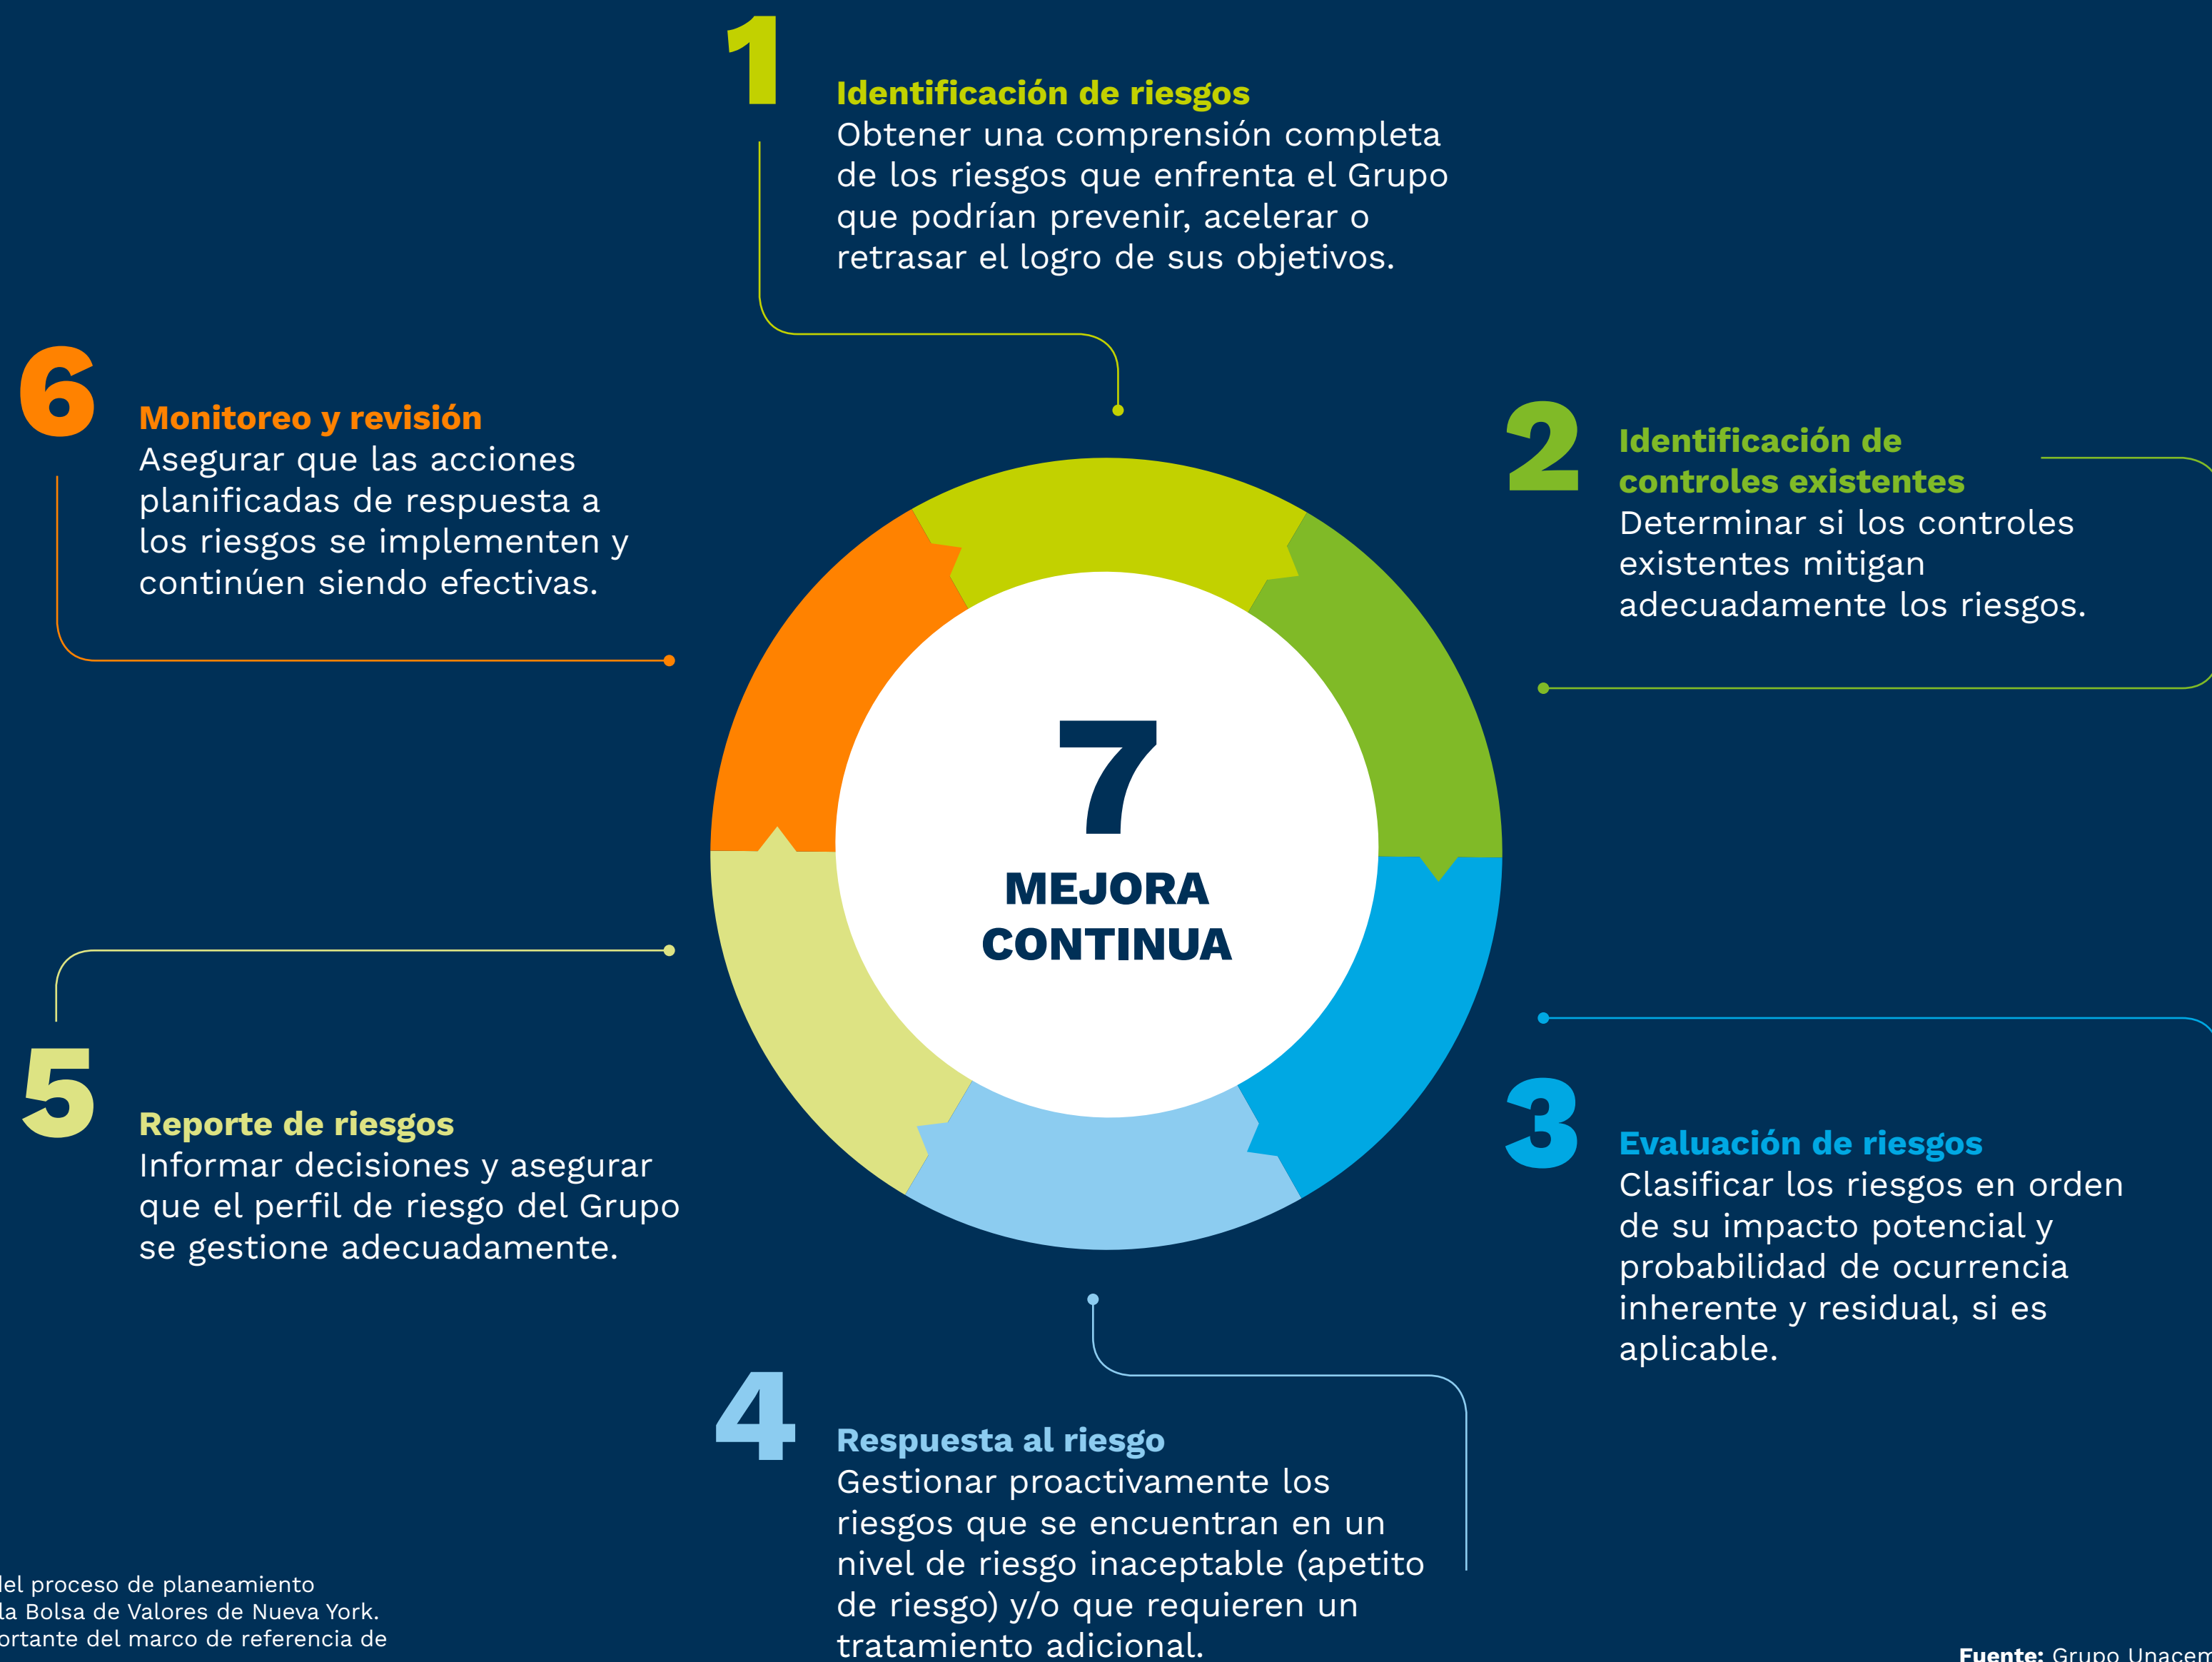 1
Identificación de riesgos
Obtener una comprensión completa
de los riesgos que enfrenta el Grupo
que podrían prevenir, acelerar o
retrasar el logro de sus objetivos.
2
Identificación de
controles existentes
Determinar si los controles
existentes mitigan
adecuadamente los riesgos.
3
Evaluación de riesgos
Clasificar los riesgos en orden
de su impacto potencial y
probabilidad de ocurrencia
inherente y residual, si es
aplicable.
4
Respuesta al riesgo
Gestionar proactivamente los
riesgos que se encuentran en un
nivel de riesgo inaceptable (apetito
de riesgo) y/o que requieren un
tratamiento adicional.
5
Reporte de riesgos
Informar decisiones y asegurar
que el perfil de riesgo del Grupo
se gestione adecuadamente.
6
Monitoreo y revisión
Asegurar que las acciones
planificadas de respuesta a
los riesgos se implementen y
continúen siendo efectivas.
7
MEJORA
CONTINUA
proceso de planeamiento
la Bolsa de Valores de Nueva York.
del marco de referencia de
Fuente: Grupo Unacem